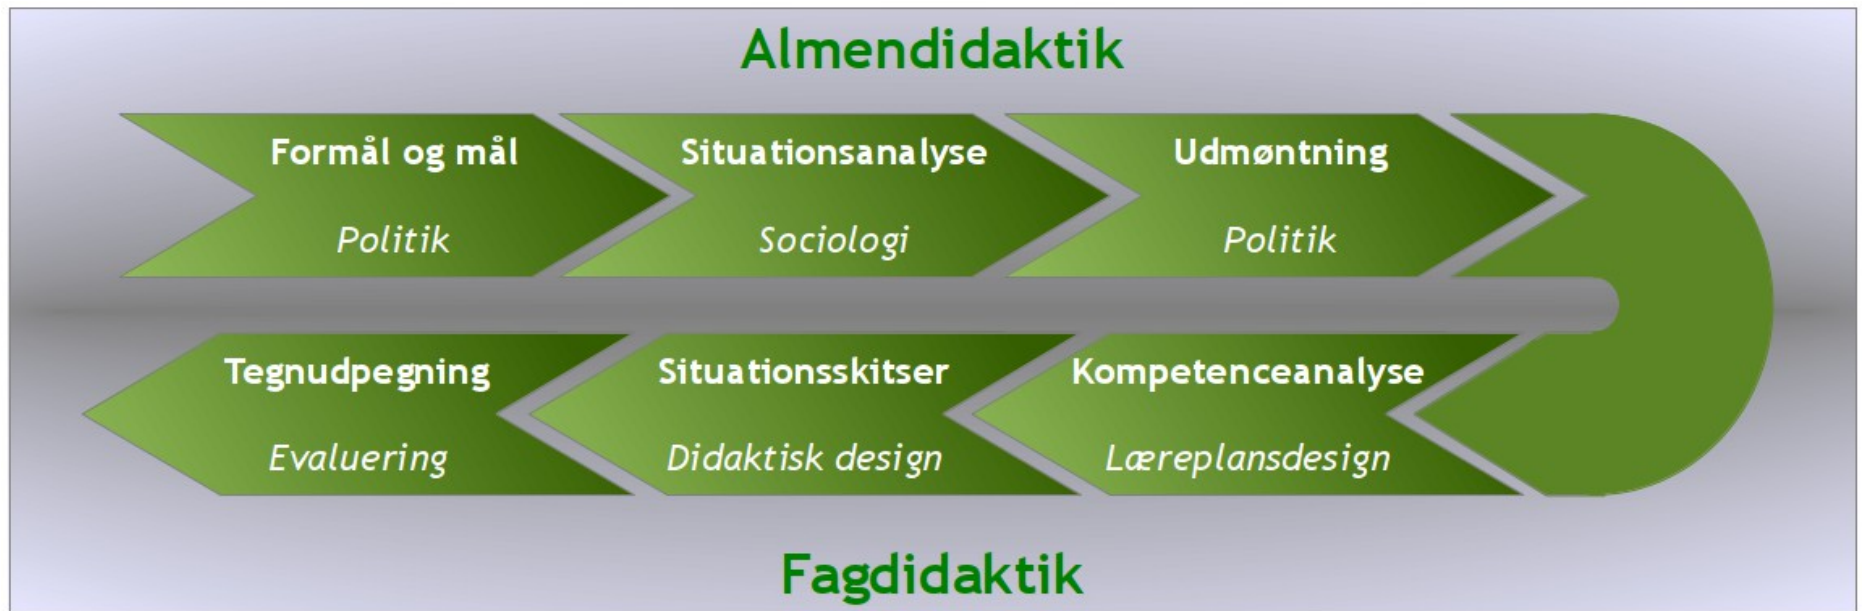 Almendidaktik
Formål og mål
Politik
Situationsanalyse
Sociologi
Udmøntning
Politik
Kompetenceanalyse
Læreplansdesign
Situationsskitser
Didaktisk design
Tegnudpegning
Evaluering
Fagdidaktik